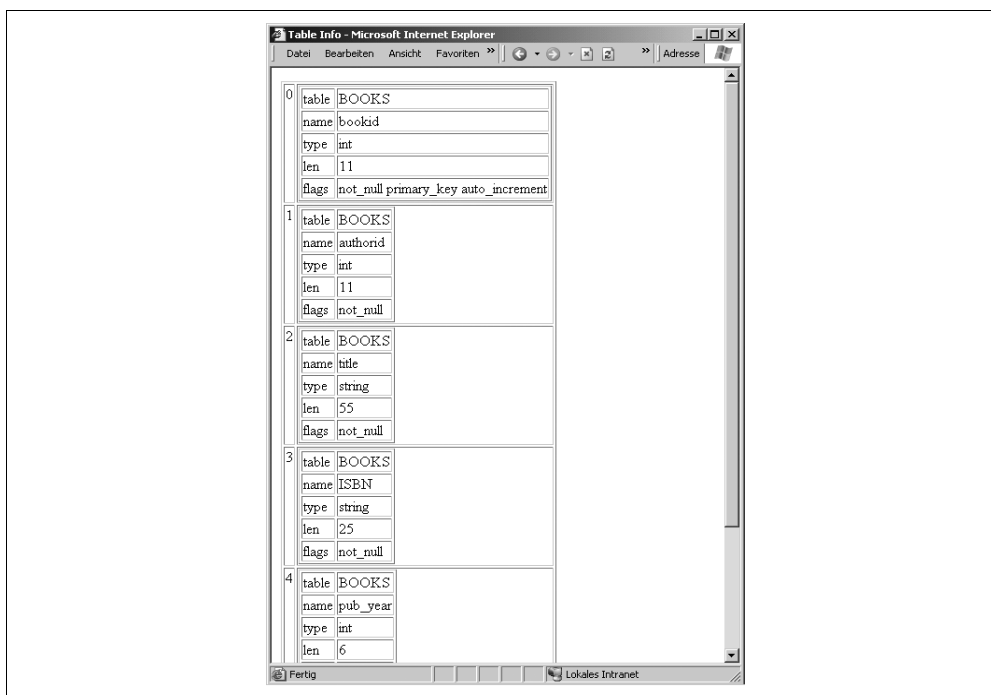 Table Info - Microsoft Internet Explorer
Datei Bearbeiten Ansicht Favoriten » » Adresse
0
table BOOKS
name bookid
type int
len 11
flags not_null primary_key auto_increment
1
table BOOKS
name authorid
type int
len 11
flags not_null
2
table BOOKS
name title
type string
len 55
flags not_null
3
table BOOKS
name ISBN
type string
len 25
flags not_null
4
table BOOKS
name pub_year
type int
len 6
Fertig Lokales Intranet